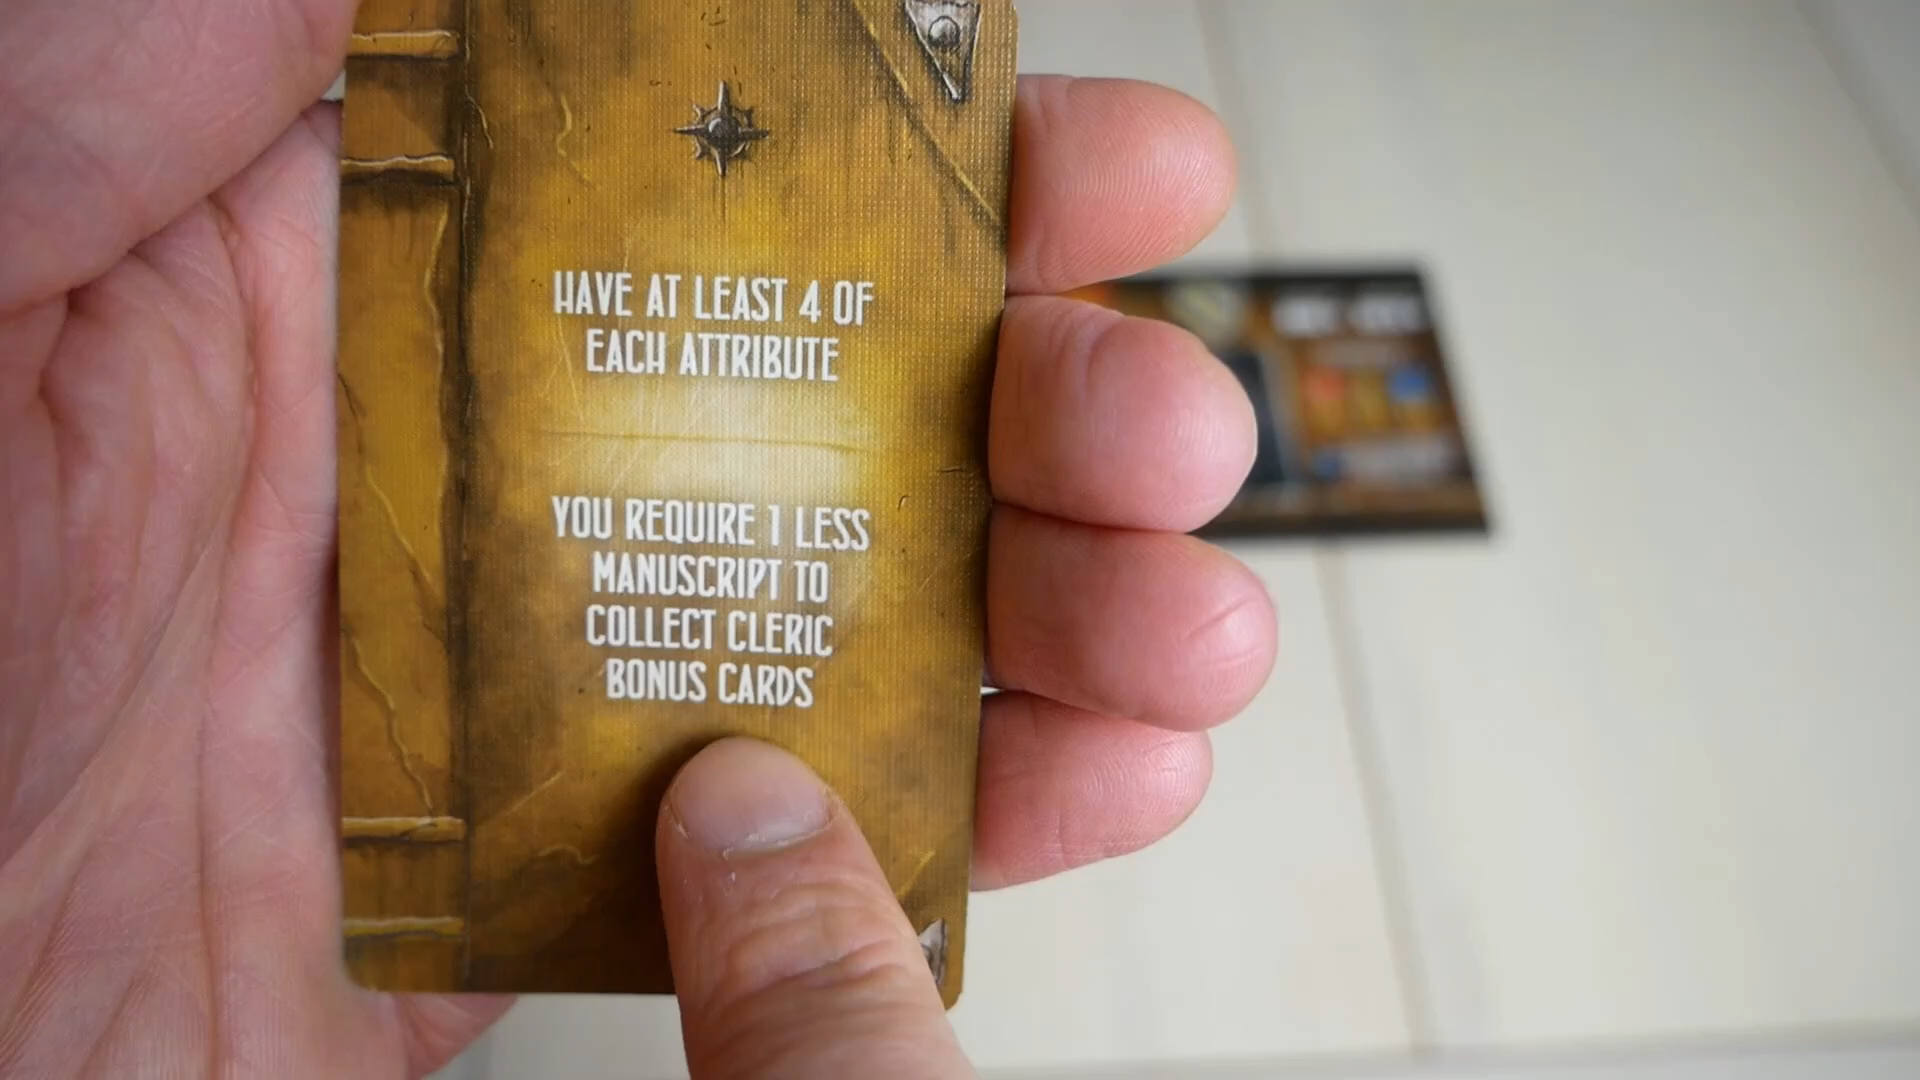 HAVE AT LEAST 4 OF
EACH ATTRIBUTE
YOU REQUIRE 1 LESS
MANUSCRIPT TO
COLLECT CLERIC
BONUS CARDS